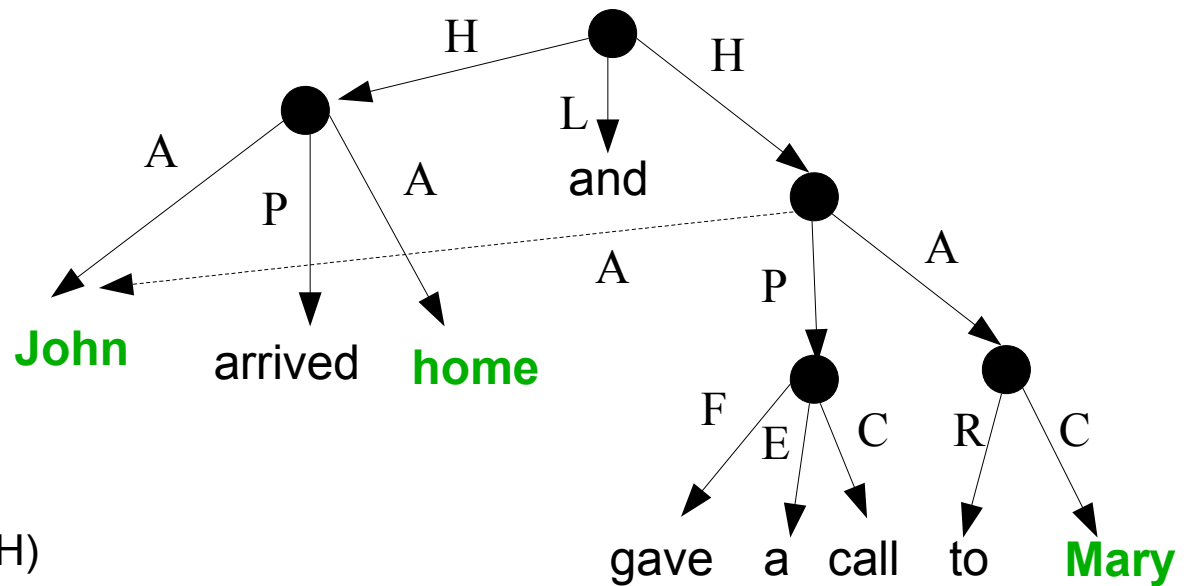 H
H
L
and
A
P
A
A
P
A
John
arrived
home
F
E
C
R
C
H)
gave a call to Mary